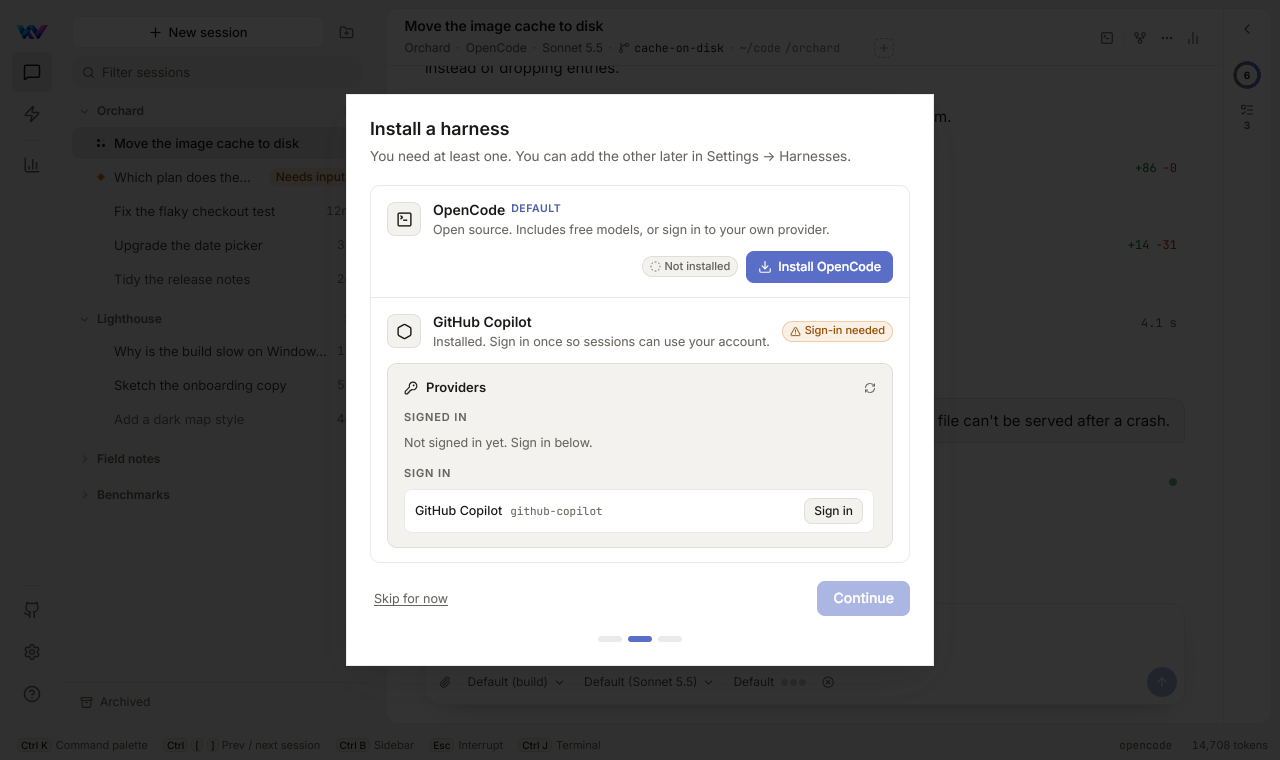 New session
Filter sessions
Orchard
Move the image cache to disk
Which plan does the...
Needs input
Fix the flaky checkout test
Upgrade the date picker
3
Tidy the release notes
2
Lighthouse
Why is the build slow on Window...
1
Sketch the onboarding copy
5
Add a dark map style
4
Field notes
Benchmarks
Archived
Move the image cache to disk
Orchard · OpenCode · Sonnet 5.5 · cache-on-disk · ~/code /orchard
instead of dropping entries.
m.
+86 -0
+14 -31
4.1 s
file can't be served after a crash.
6
3
Install a harness
You need at least one. You can add the other later in Settings → Harnesses.
OpenCode DEFAULT
Open source. Includes free models, or sign in to your own provider.
Not installed
Install OpenCode
GitHub Copilot
Installed. Sign in once so sessions can use your account.
Sign-in needed
Providers
SIGNED IN
Not signed in yet. Sign in below.
SIGN IN
GitHub Copilot github-copilot
Sign in
Skip for now
Continue
Default (build)
Default (Sonnet 5.5)
Default
Ctrl K Command palette
Ctrl [ ] Prev / next session
Ctrl B Sidebar
Esc Interrupt
Ctrl J Terminal
opencode
14,708 tokens